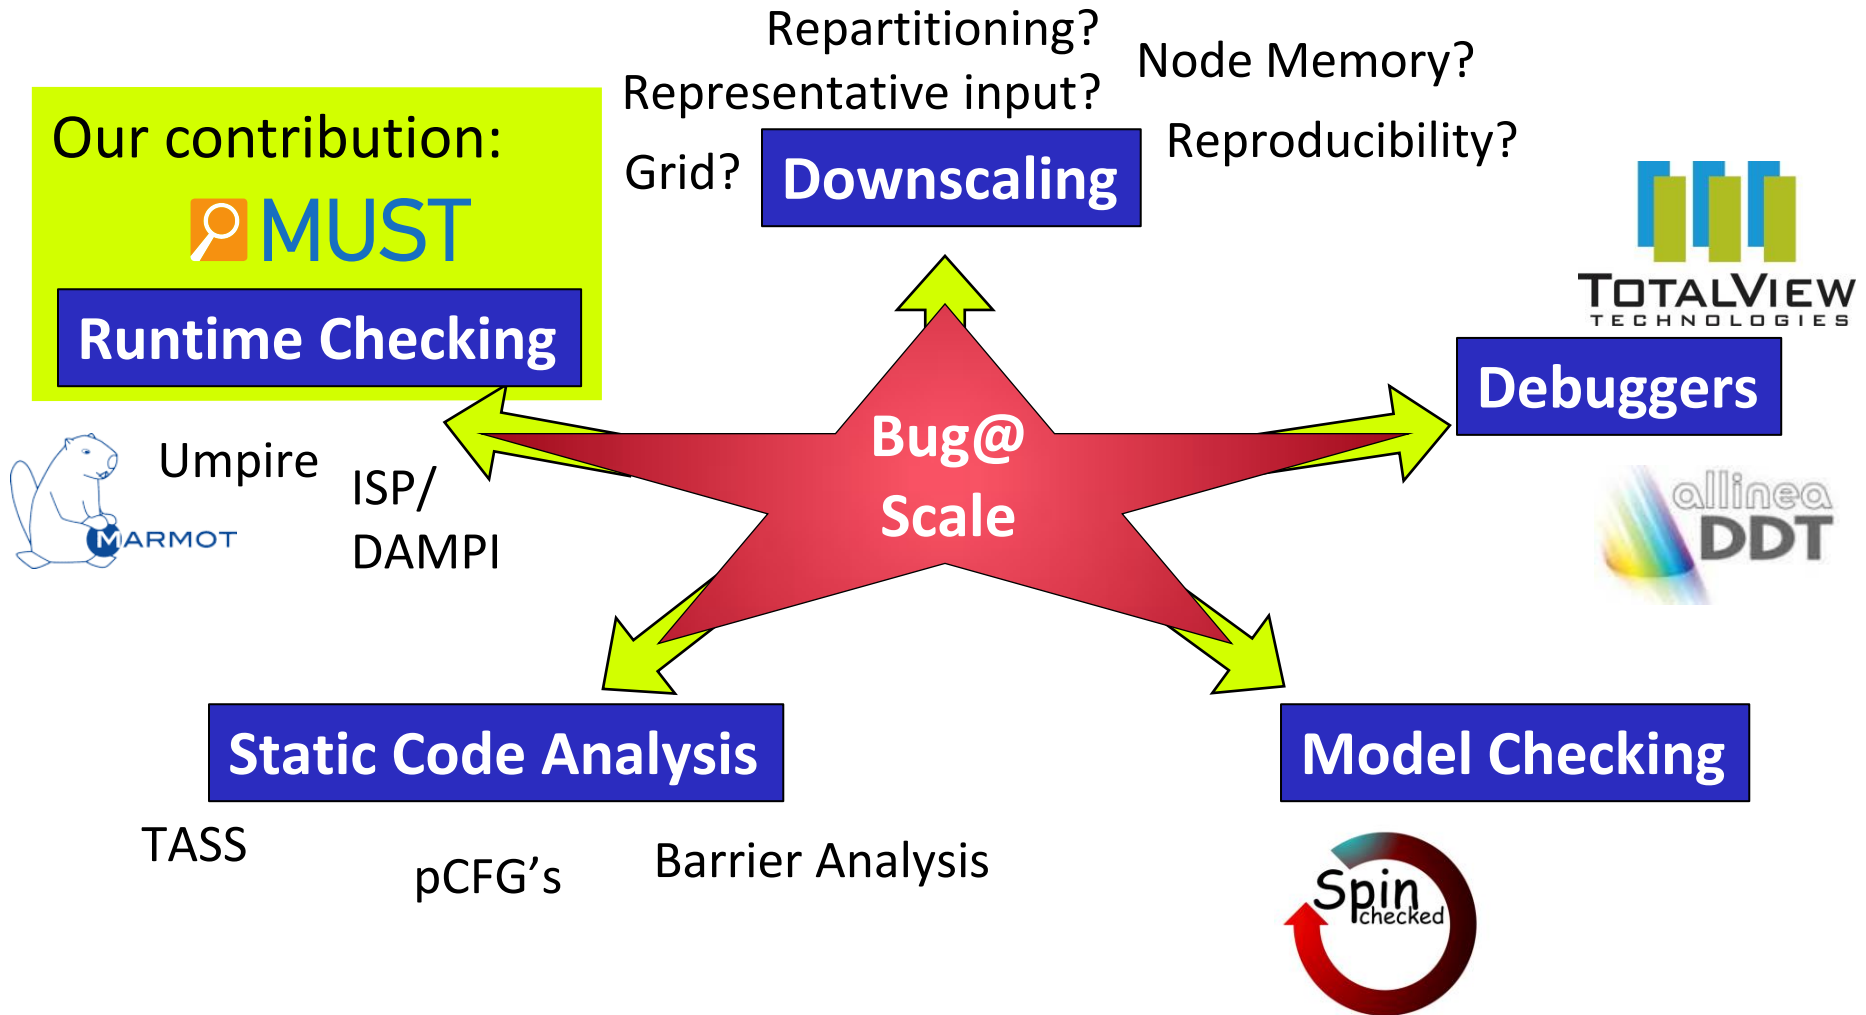 Repartitioning?
Node Memory?
Representative input?
Our contribution:
Reproducibility?
Grid?
Downscaling
MUST
TOTALVIEW
TECHNOLOGIES
Runtime Checking
Debuggers
Bug@
Scale
Umpire
ISP/
DAMPI
MARMOT
allinea
DDT
Static Code Analysis
Model Checking
TASS
pCFG's
Barrier Analysis
Spin
checked